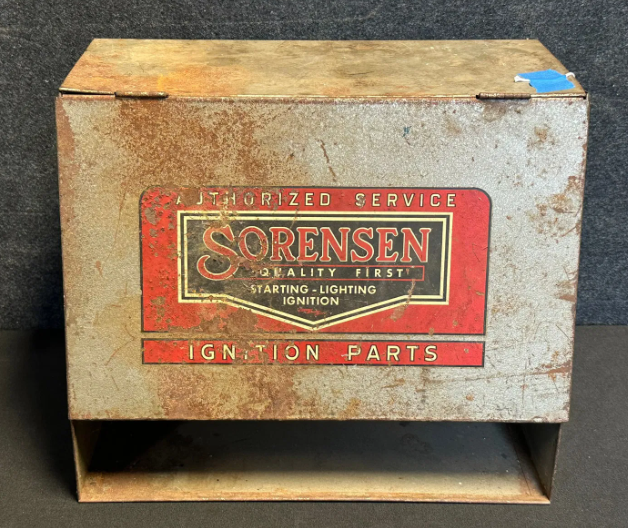 AUTHORIZED SERVICE
SORENSEN
QUALITY FIRST
STARTING - LIGHTING
IGNITION
IGNITION PARTS